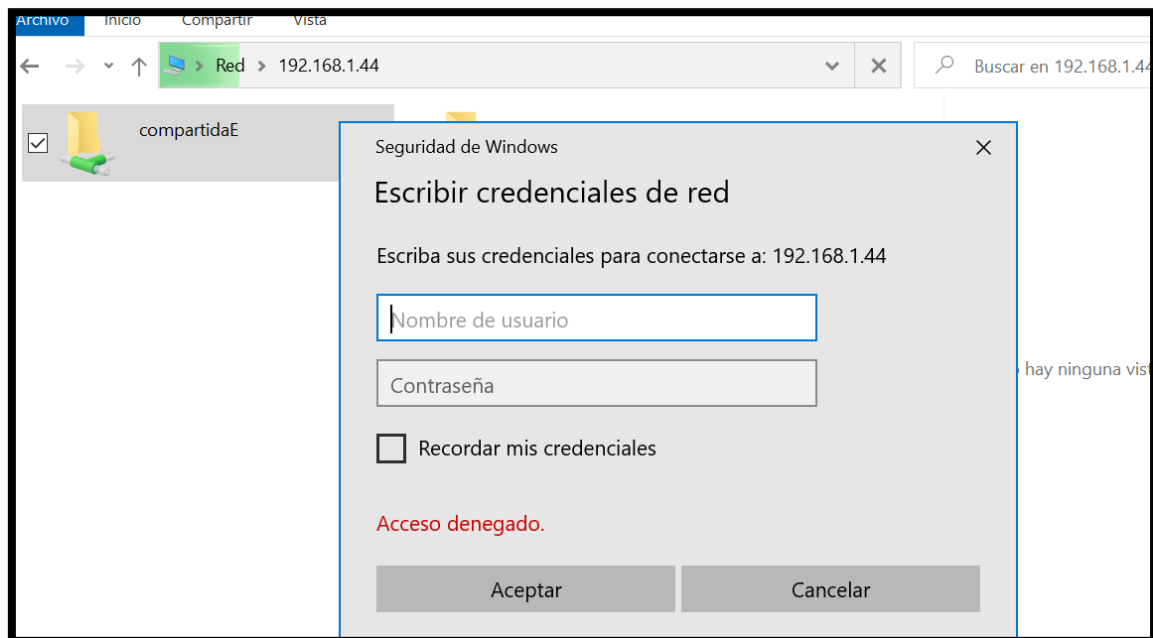 Archivo Inicio Compartir Vista
Red > 192.168.1.44
Buscar en 192.168.1.44
compartidaE
Seguridad de Windows
Escribir credenciales de red
Escriba sus credenciales para conectarse a: 192.168.1.44
Nombre de usuario
Contraseña
hay ninguna
Recordar mis credenciales
Acceso denegado.
Aceptar Cancelar